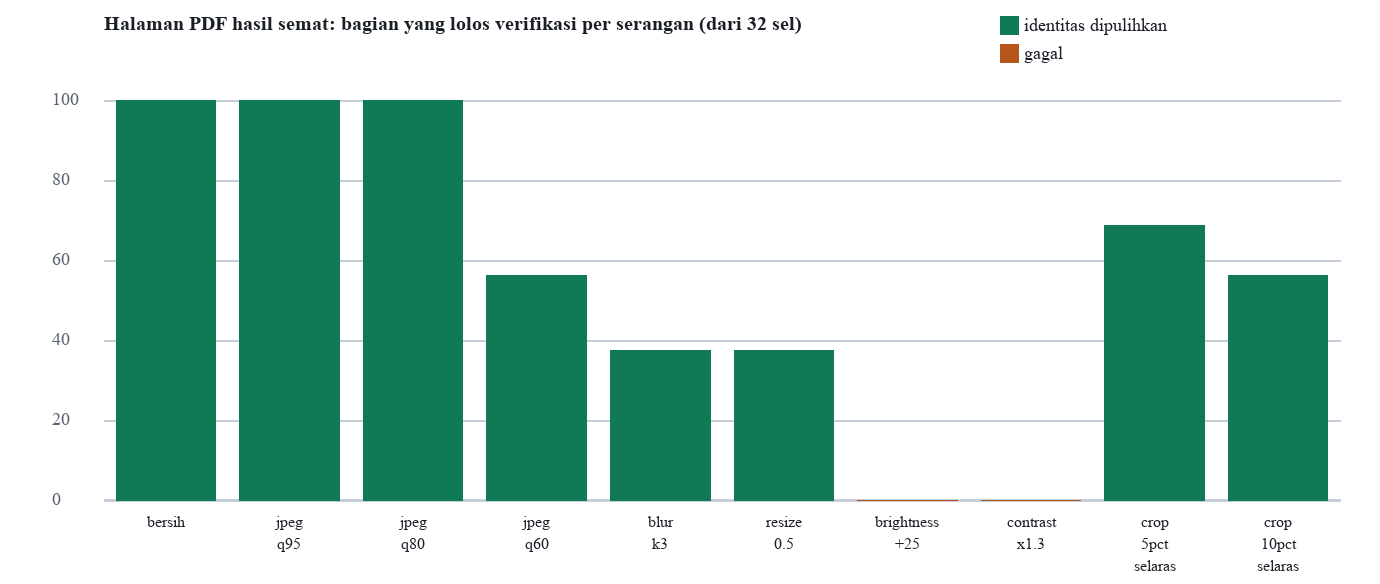 Halaman PDF hasil semat: bagian yang lolos verifikasi per serangan (dari 32 sel)
identitas dipulihkan
gagal
100
80
60
40
20
0
bersih
jpeg
q95
jpeg
q80
jpeg
q60
blur
k3
resize
0.5
brightness
+25
contrast
x1.3
crop
5pct
selaras
crop
10pct
selaras